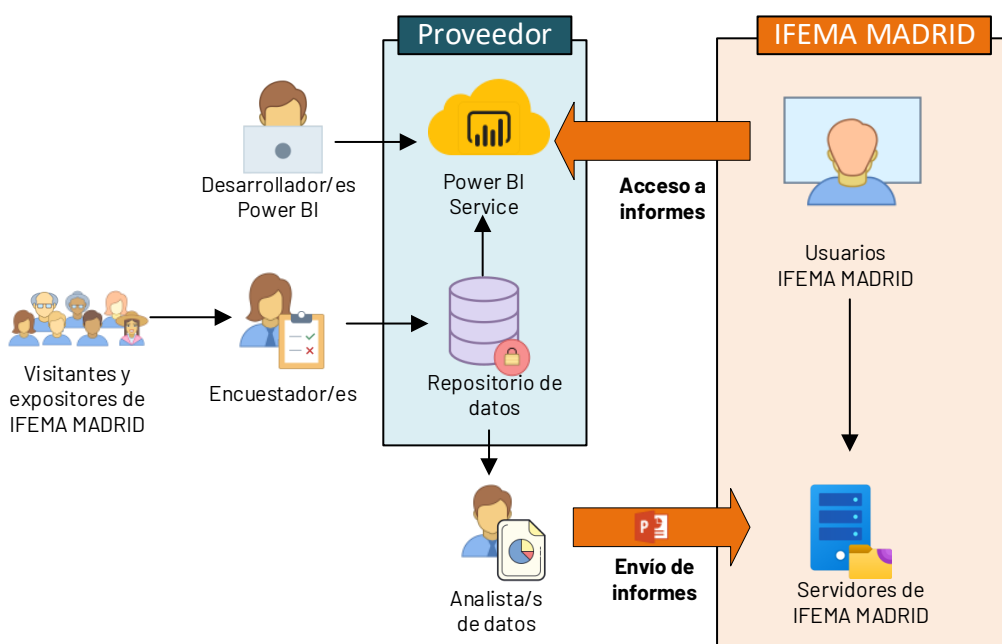 Proveedor
IFEMA MADRID
Desarrollador/es
Power BI
Power BI
Service
Acceso a
informes
Usuarios
IFEMA MADRID
Visitantes y
expositores de
IFEMA MADRID
Encuestador/es
Repositorio de
datos
Analista/s
de datos
P
Envío de
informes
Servidores de
IFEMA MADRID